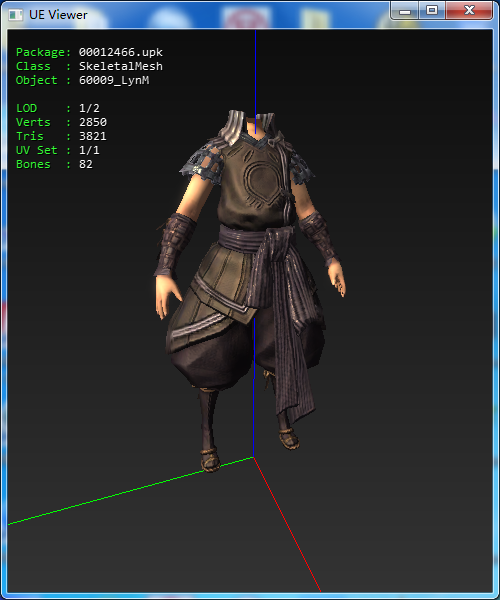 UE Viewer
Package: 00012466.upk
Class : SkeletalMesh
Object : 60009_LynM
LOD : 1/2
Verts : 2850
Tris : 3821
UV Set : 1/1
Bones : 82